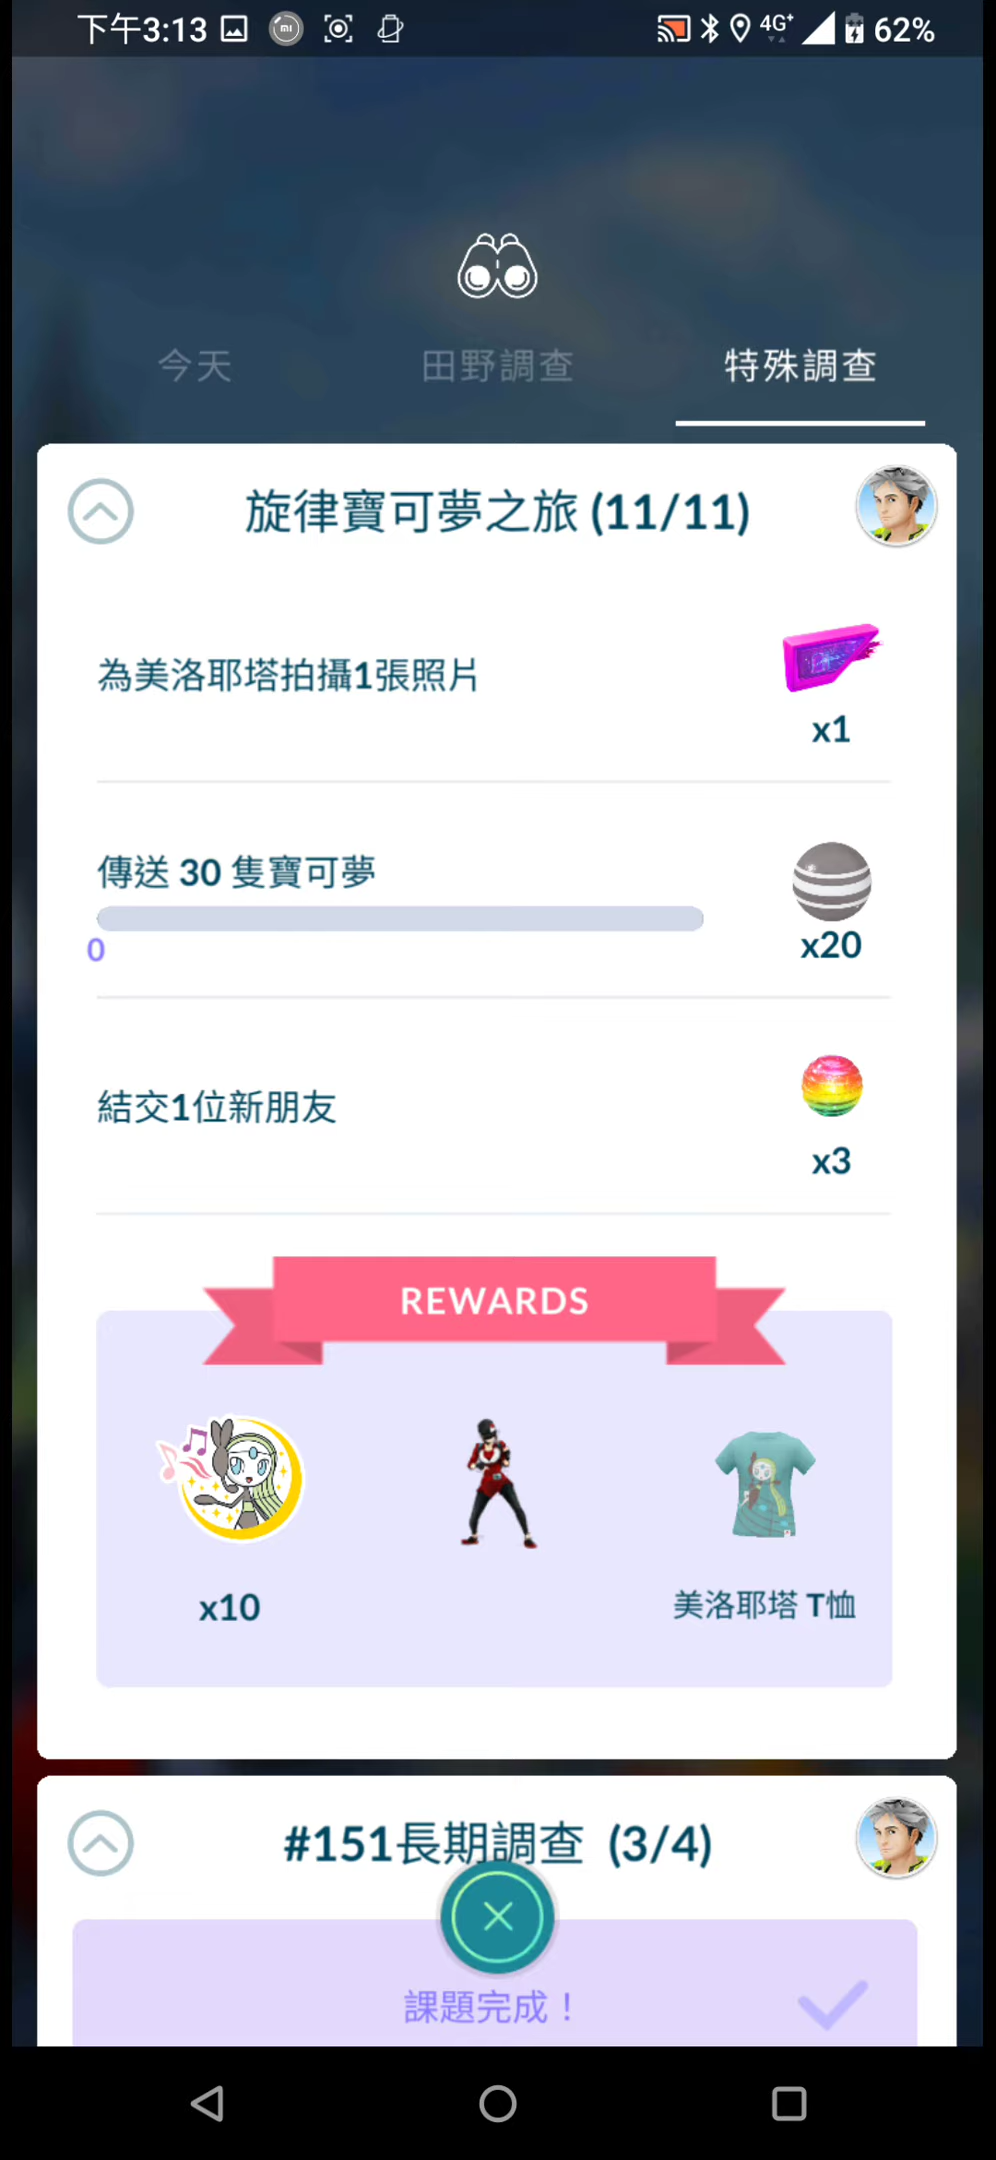 下午3:13
4G+
62%
今天
田野調查
特殊調查
旋律寶可夢之旅 (11/11)
為美洛耶塔拍攝1張照片
x1
傳送 30 隻寶可夢
0
x20
結交1位新朋友
x3
REWARDS
x10
美洛耶塔 T恤
#151長期調查 (3/4)
課題完成！